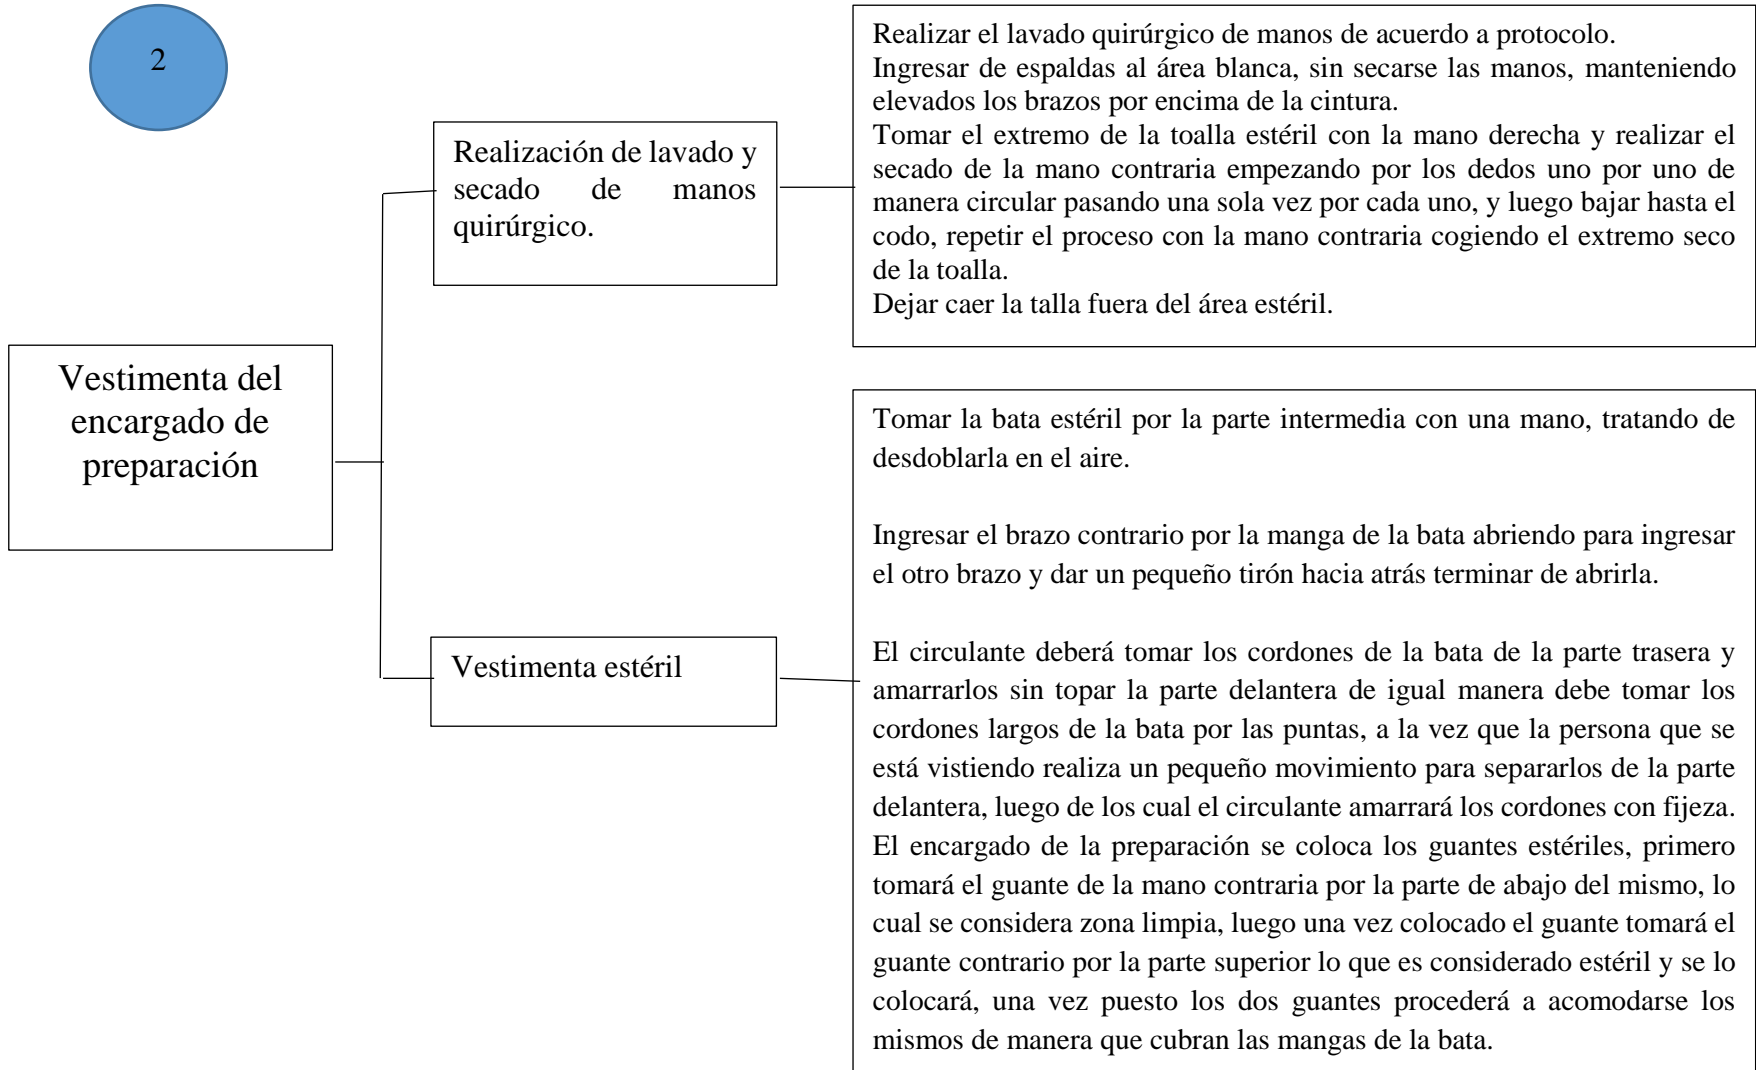 2
Realizar el lavado quirúrgico de manos de acuerdo a protocolo.
Ingresar de espaldas al área blanca, sin secarse las manos, manteniendo
elevados los brazos por encima de la cintura.
Tomar el extremo de la toalla estéril con la mano derecha y realizar el
secado de la mano contraria empezando por los dedos uno por uno de
manera circular pasando una sola vez por cada uno, y luego bajar hasta el
codo, repetir el proceso con la mano contraria cogiendo el extremo seco
de la toalla.
Dejar caer la talla fuera del área estéril.
Realización de lavado y
secado de manos
quirúrgico.
Vestimenta del
encargado de
preparación
Vestimenta estéril
Tomar la bata estéril por la parte intermedia con una mano, tratando de
desdoblarla en el aire.
Ingresar el brazo contrario por la manga de la bata abriendo para ingresar
el otro brazo y dar un pequeño tirón hacia atrás terminar de abrirla.
El circulante deberá tomar los cordones de la bata de la parte trasera y
amarrarlos sin topar la parte delantera de igual manera debe tomar los
cordones largos de la bata por las puntas, a la vez que la persona que se
está vistiendo realiza un pequeño movimiento para separarlos de la parte
delantera, luego de los cual el circulante amarrará los cordones con fijeza.
El encargado de la preparación se coloca los guantes estériles, primero
tomará el guante de la mano contraria por la parte de abajo del mismo, lo
cual se considera zona limpia, luego una vez colocado el guante tomará el
guante contrario por la parte superior lo que es considerado estéril y se lo
colocará, una vez puesto los dos guantes procederá a acomodarse los
mismos de manera que cubran las mangas de la bata.